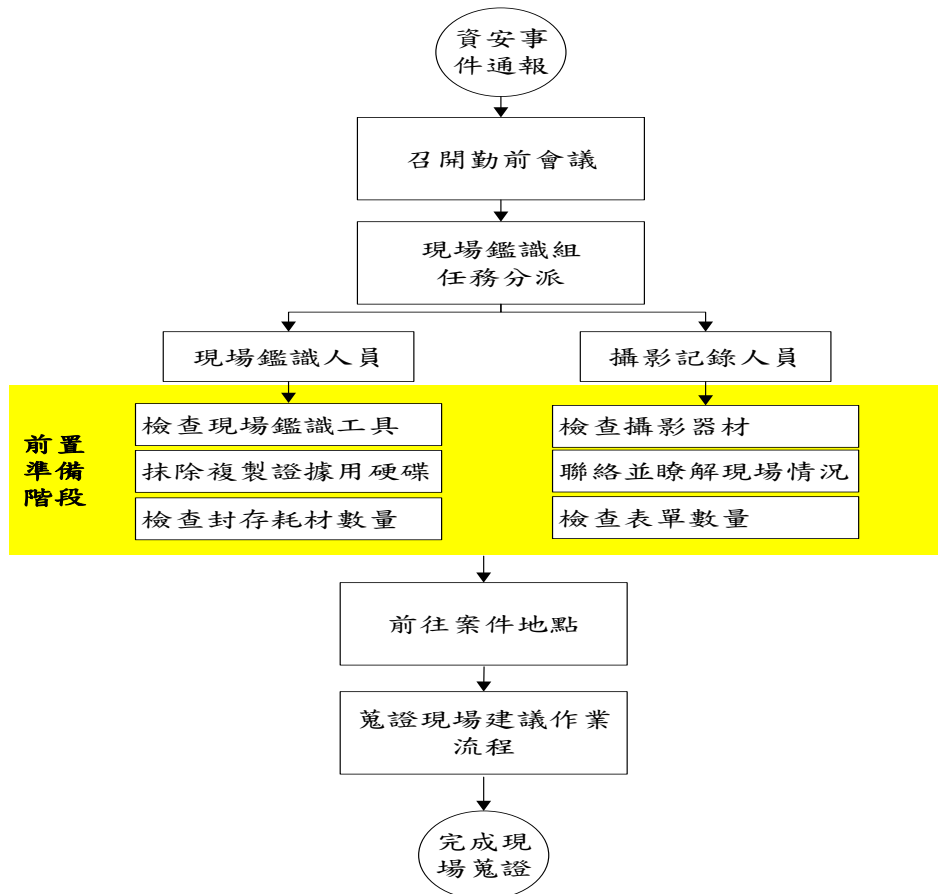 資安事
件通報
召開勤前會議
現場鑑識組
任務分派
現場鑑識人員
攝影記錄人員
前置
準備
階段
檢查現場鑑識工具
抹除複製證據用硬碟
檢查封存耗材數量
檢查攝影器材
聯絡並瞭解現場情況
檢查表單數量
前往案件地點
蒐證現場建議作業
流程
完成現
場蒐證